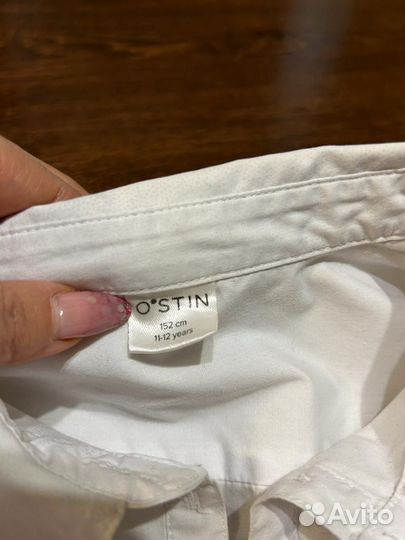 O'STIN
152 cm
11-12 years
Avito